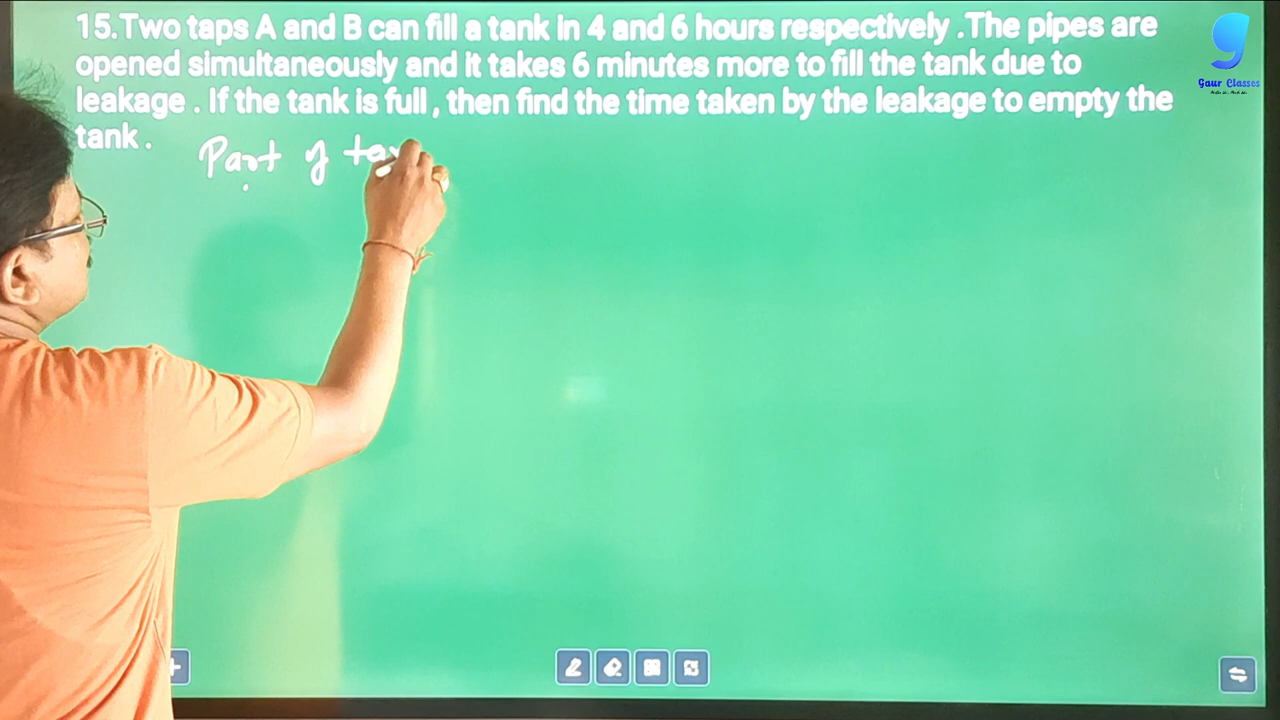 15.Two taps A and B can fill a tank in 4 and 6 hours respectively .The pipes are
opened simultaneously and it takes 6 minutes more to fill the tank due to
leakage . If the tank is full , then find the time taken by the leakage to empty the
tank .
Part of tax
Gaur Classes